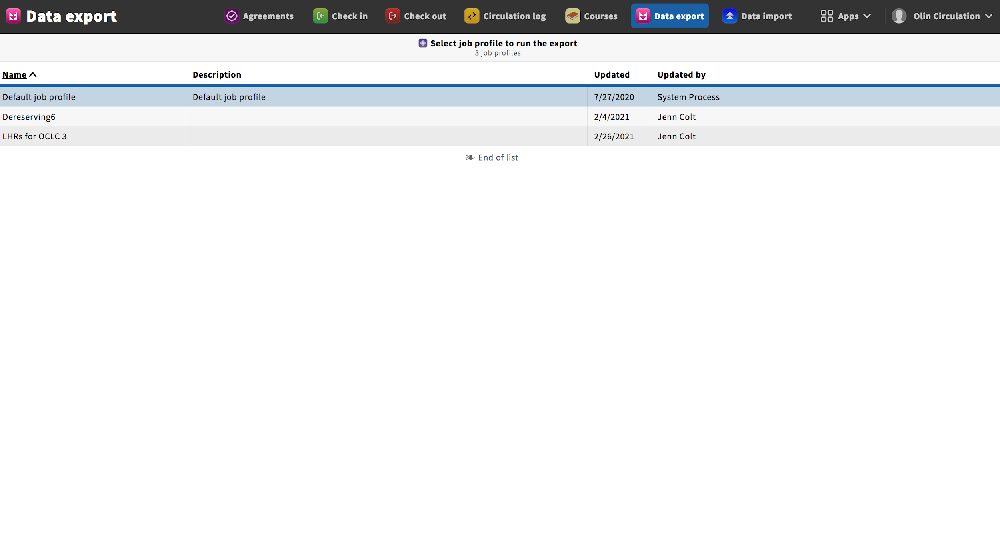 Data export Agreements Check in Check out Circulation log Courses Data export Data import Apps Olin Circulation
Select job profile to run the export
3 job profiles
Name Description Updated Updated by
Default job profile Default job profile 7/27/2020 System Process
Dereserving6 2/4/2021 Jenn Colt
LHRs for OCLC 3 2/26/2021 Jenn Colt
End of list